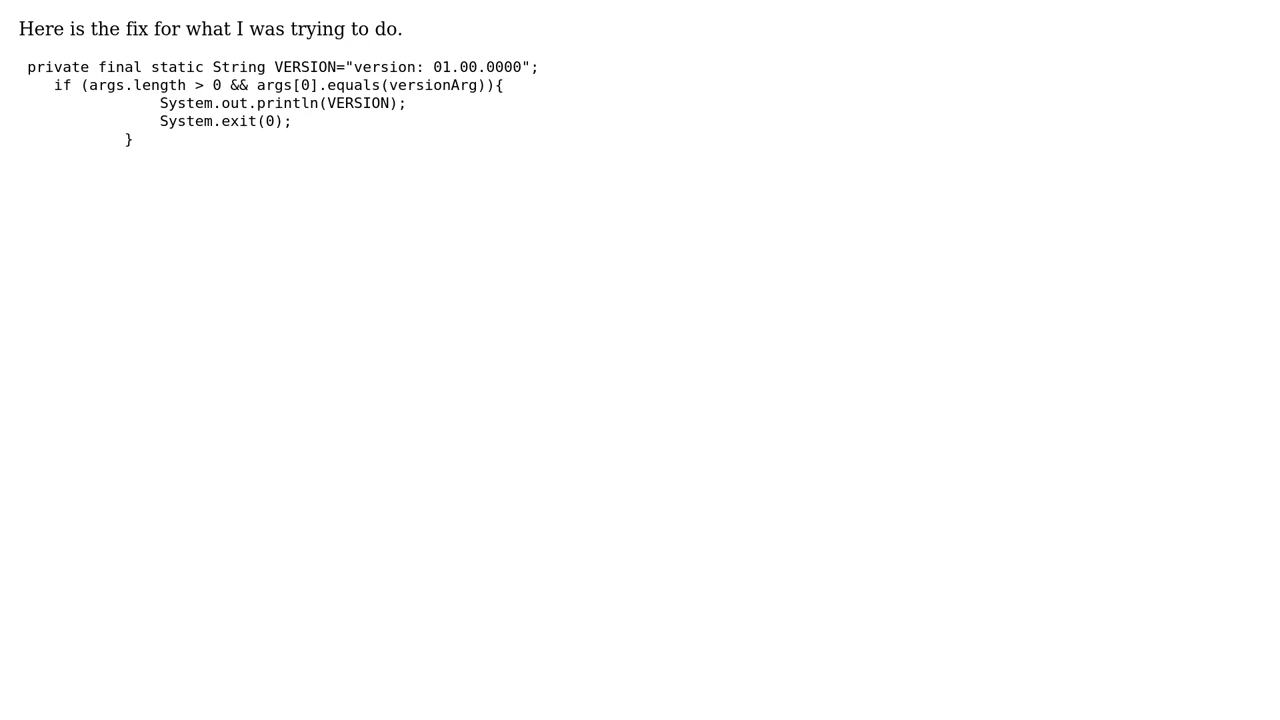 Here is the fix for what I was trying to do.
private final static String VERSION="version: 01.00.0000";
if (args.length > 0 && args[0].equals(versionArg)){
System.out.println(VERSION);
System.exit(0);
}